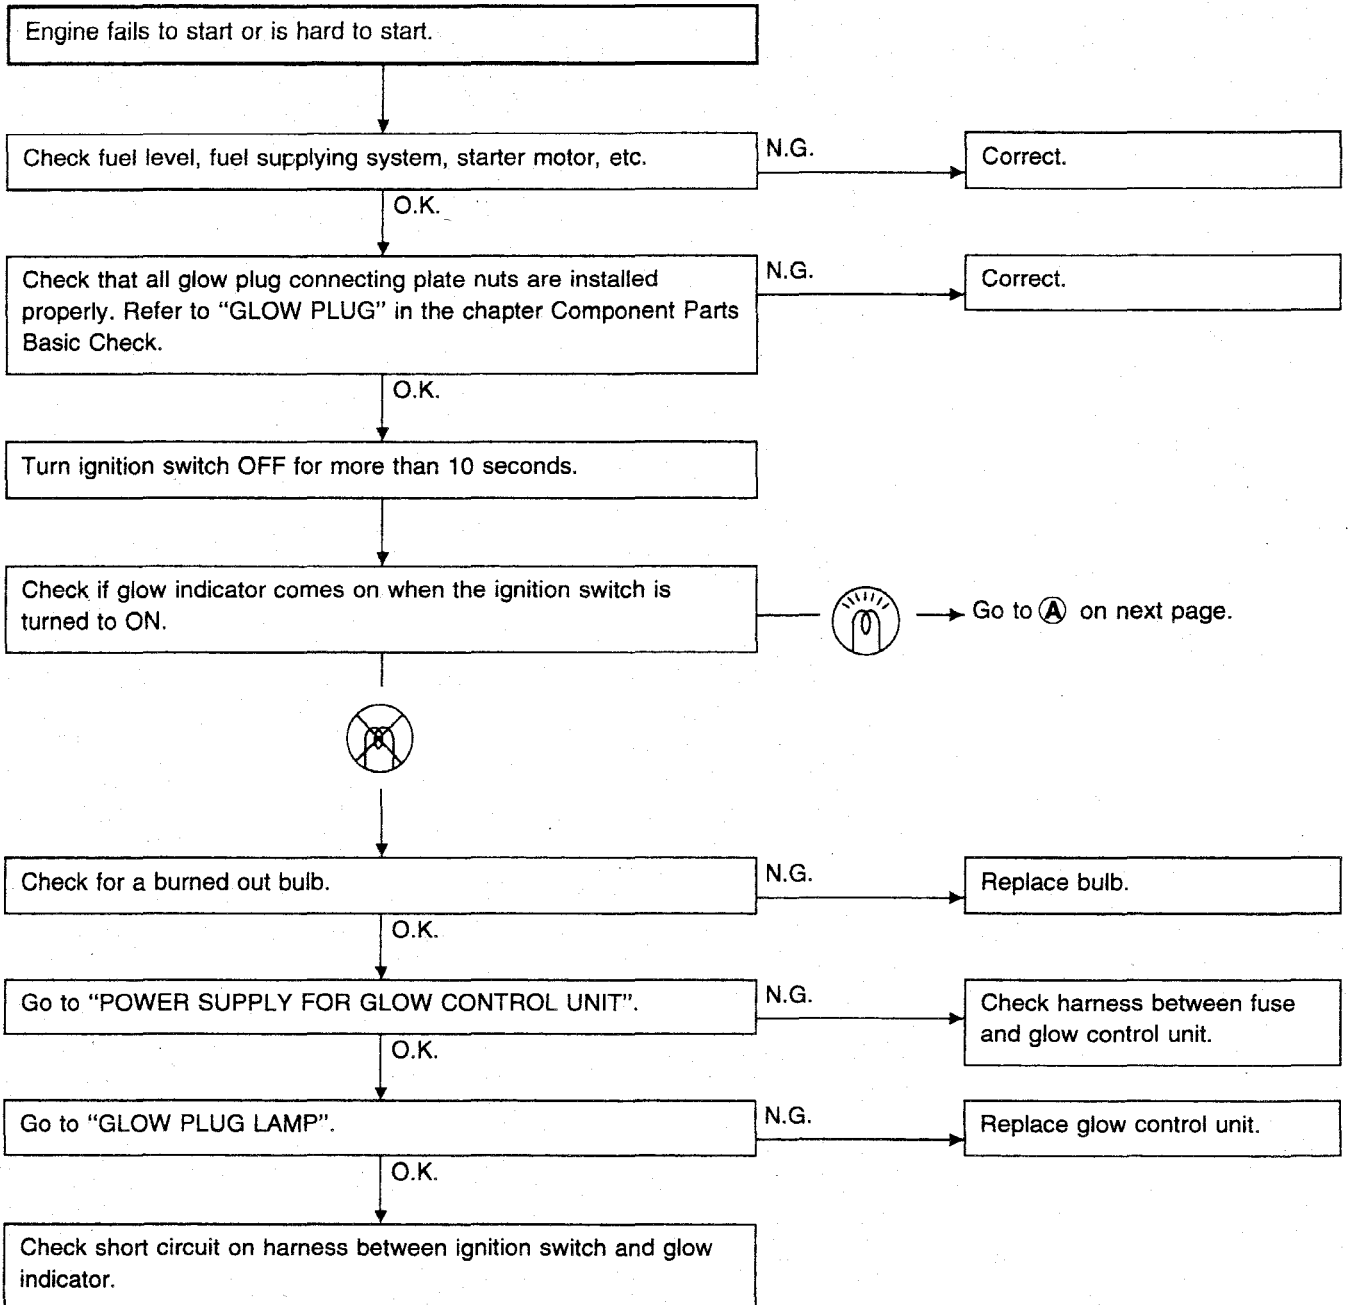 Engine fails to start or is hard to start.
Check fuel level, fuel supplying system, starter motor, etc.
N.G.
Correct.
O.K.
Check that all glow plug connecting plate nuts are installed
properly. Refer to “GLOW PLUG” in the chapter Component Parts
Basic Check.
N.G.
Correct.
O.K.
Turn ignition switch OFF for more than 10 seconds.
Check if glow indicator comes on when the ignition switch is
turned to ON.
Go to Ⓐ on next page.
Check for a burned out bulb.
N.G.
Replace bulb.
O.K.
Go to “POWER SUPPLY FOR GLOW CONTROL UNIT”.
N.G.
Check harness between fuse
and glow control unit.
O.K.
Go to “GLOW PLUG LAMP”.
N.G.
Replace glow control unit.
O.K.
Check short circuit on harness between ignition switch and glow
indicator.